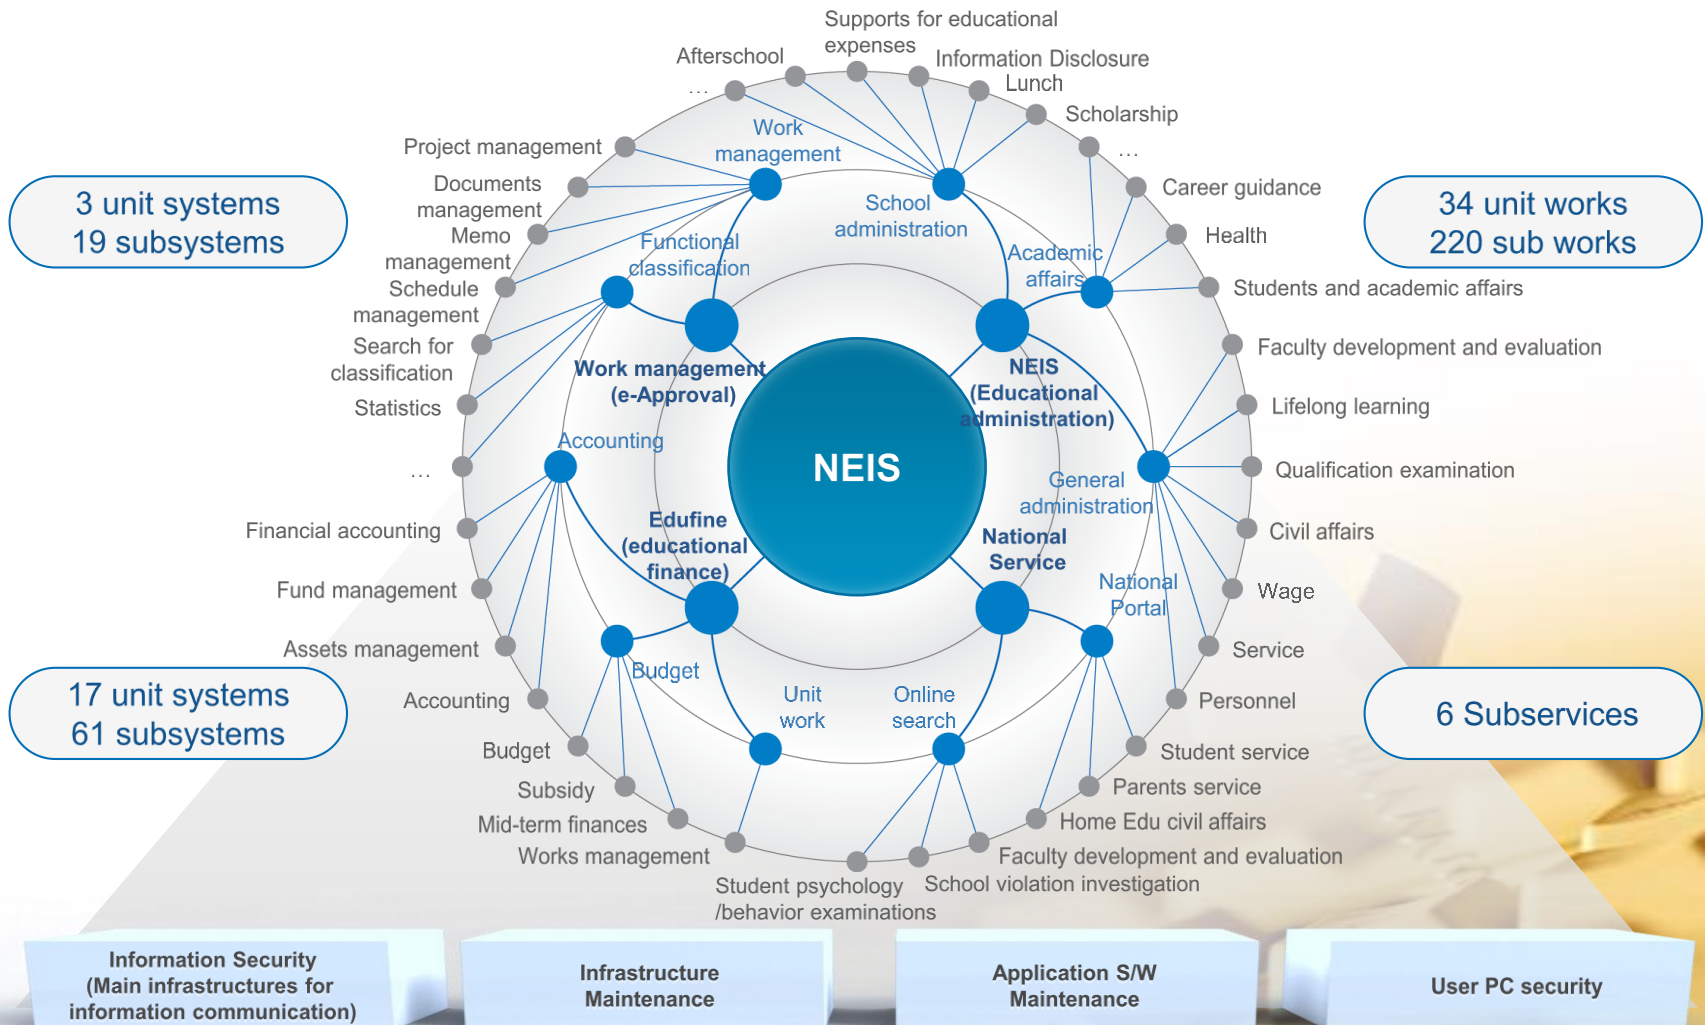 Supports for educational
expenses
Afterschool
Information Disclosure
...
Lunch
Scholarship
Work
management
Project management
...
Documents
management
Career guidance
School
administration
Memo
management
Functional
classification
Academic
affairs
Health
3 unit systems
19 subsystems
34 unit works
220 sub works
Schedule
management
Students and academic affairs
Search for
classification
Faculty development and evaluation
Work management
(e-Approval)
NEIS
(Educational
administration)
Statistics
Lifelong learning
Accounting
NEIS
...
Qualification examination
General
administration
Financial accounting
Edufine
(educational
finance)
National
Service
Civil affairs
Fund management
National
Portal
Wage
Assets management
Service
Budget
17 unit systems
61 subsystems
Unit
work
Online
search
6 Subservices
Accounting
Personnel
Budget
Student service
Subsidy
Parents service
Mid-term finances
Home Edu civil affairs
Works management
Faculty development and evaluation
Student psychology
/behavior examinations
School violation investigation
Information Security
(Main infrastructures for
information communication)
Infrastructure
Maintenance
Application S/W
Maintenance
User PC security